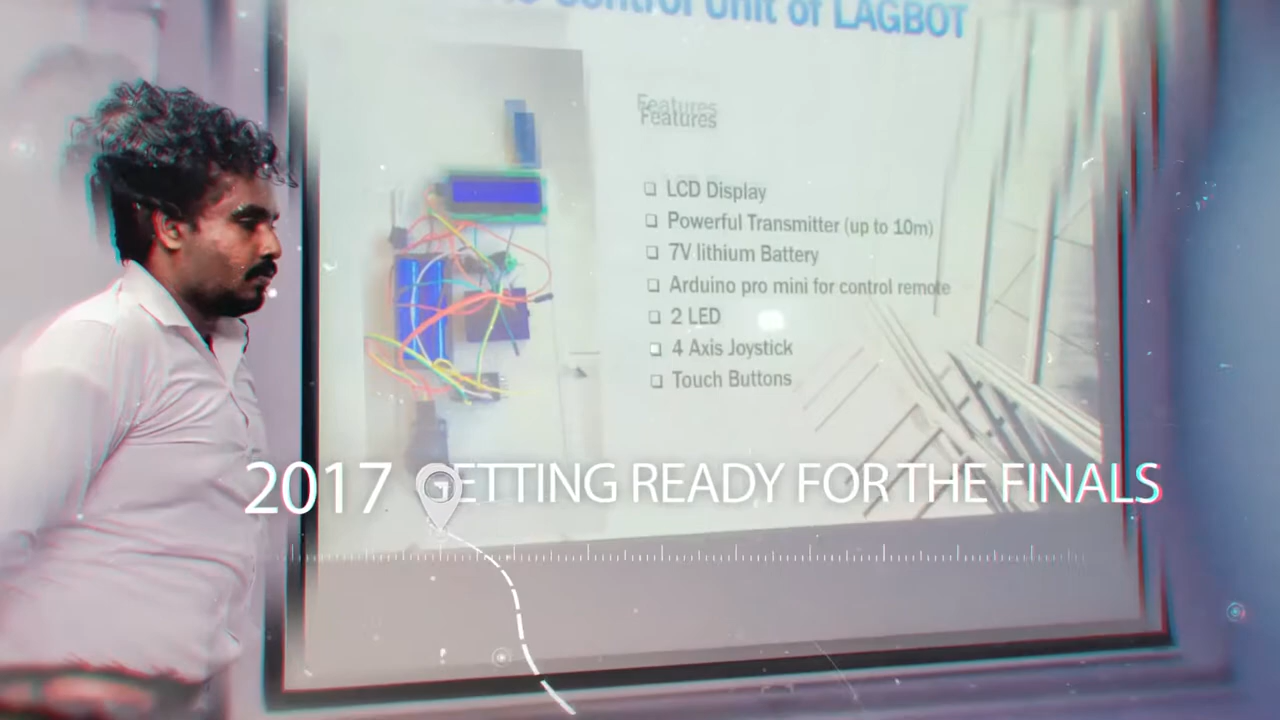 Control Unit of LAGBOT
Features
Features
LCD Display
Powerful Transmitter (up to 10m)
7V lithium Battery
Arduino pro mini for control remote
2 LED
4 Axis Joystick
Touch Buttons
2017 GETTING READY FOR THE FINALS